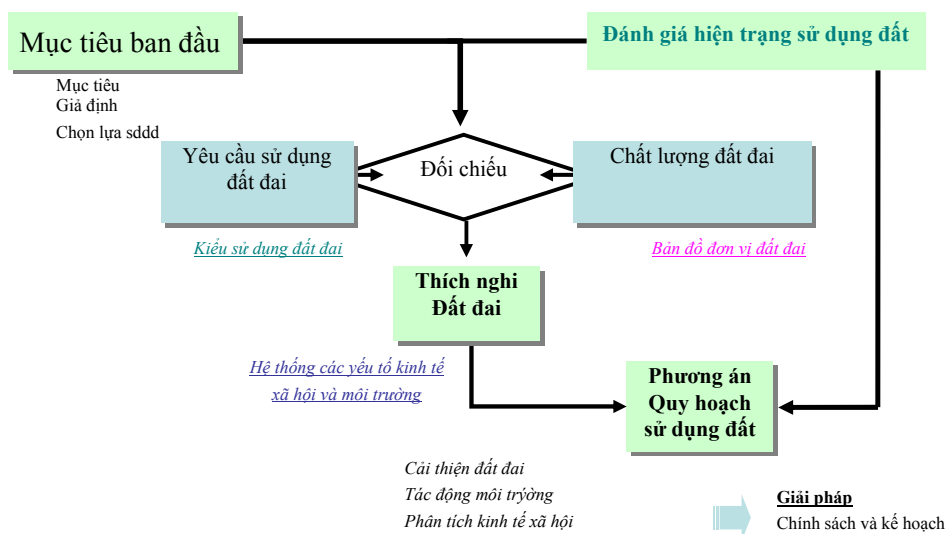 Mục tiêu ban đầu
Đánh giá hiện trạng sử dụng đất
Mục tiêu
Giả định
Chọn lựa sddd
Yêu cầu sử dụng
đất đai
Đối chiếu
Chất lượng đất đai
Kiểu sử dụng đất đai
Bản đồ đơn vị đất đai
Thích nghi
Đất đai
Hệ thống các yếu tố kinh tế
xã hội và môi trường
Phương án
Quy hoạch
sử dụng đất
Cải thiện đất đai
Tác động môi trýờng
Phân tích kinh tế xã hội
Giải pháp
Chính sách và kế hoạch